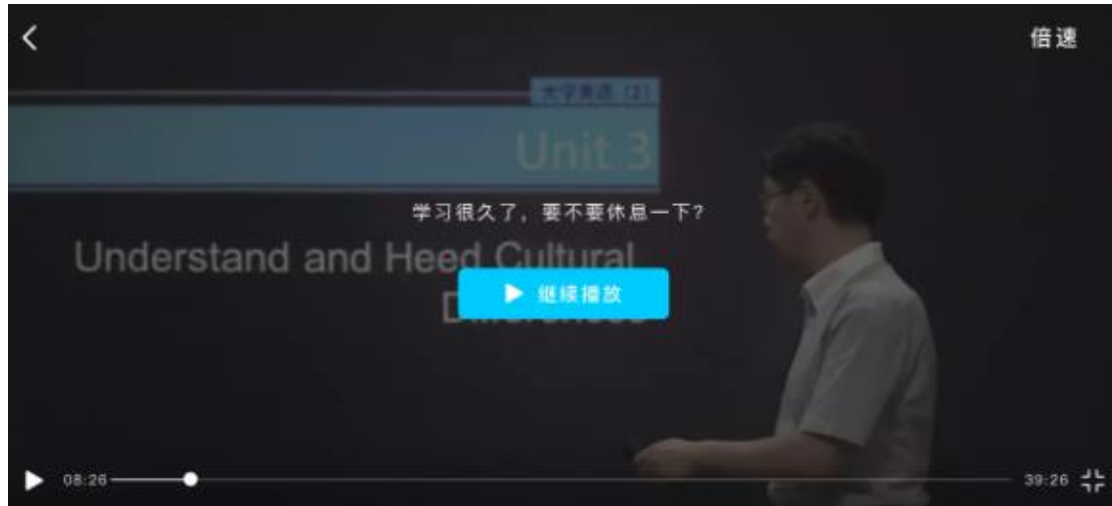 倍速
大学英语（2）
Unit 3
学习很久了，要不要休息一下？
Understand and Heed Cultural
继续播放
08:26
39:26